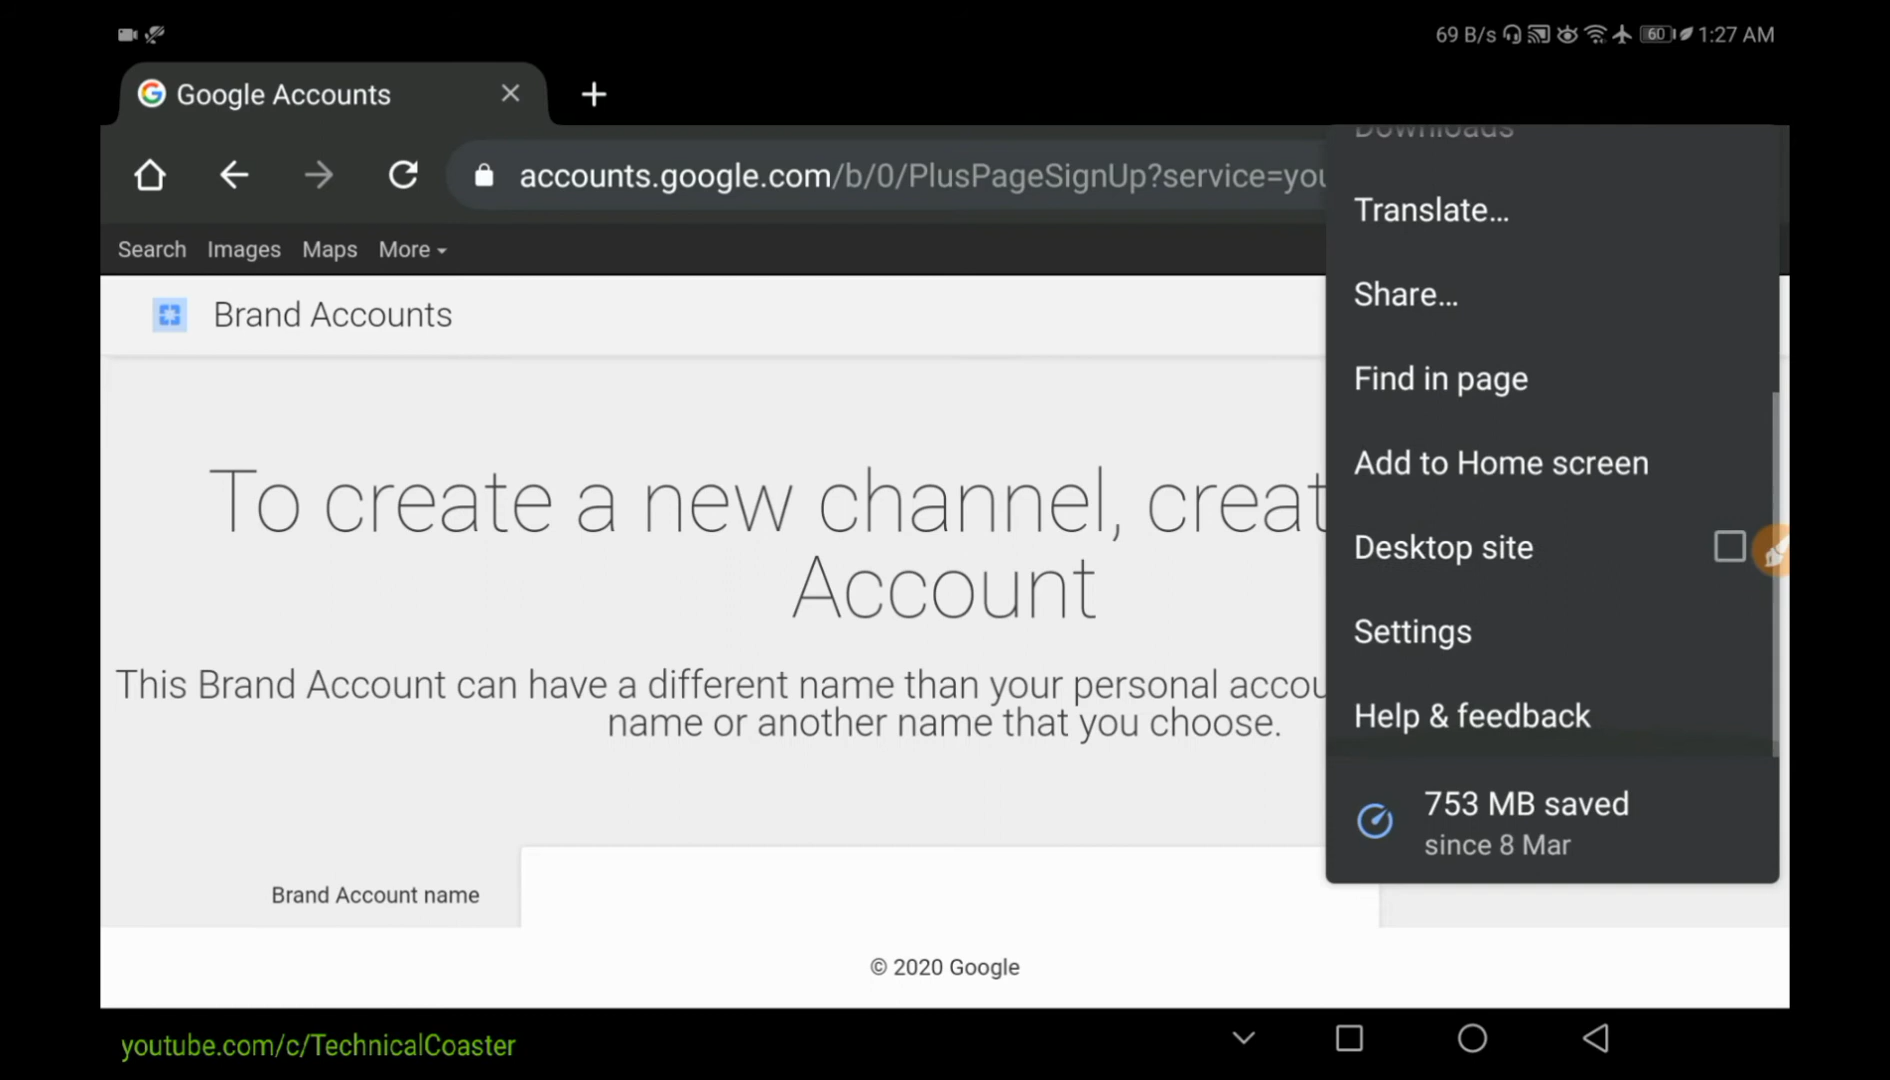 69 B/s 60 1:27 AM
Google Accounts
accounts.google.com/b/0/PlusPageSignUp?service=you
Search Images Maps More
Brand Accounts
To create a new channel, creat
Account
This Brand Account can have a different name than your personal accou
name or another name that you choose.
Brand Account name
© 2020 Google
Downloads
Translate...
Share...
Find in page
Add to Home screen
Desktop site
Settings
Help & feedback
753 MB saved
since 8 Mar
youtube.com/c/TechnicalCoaster